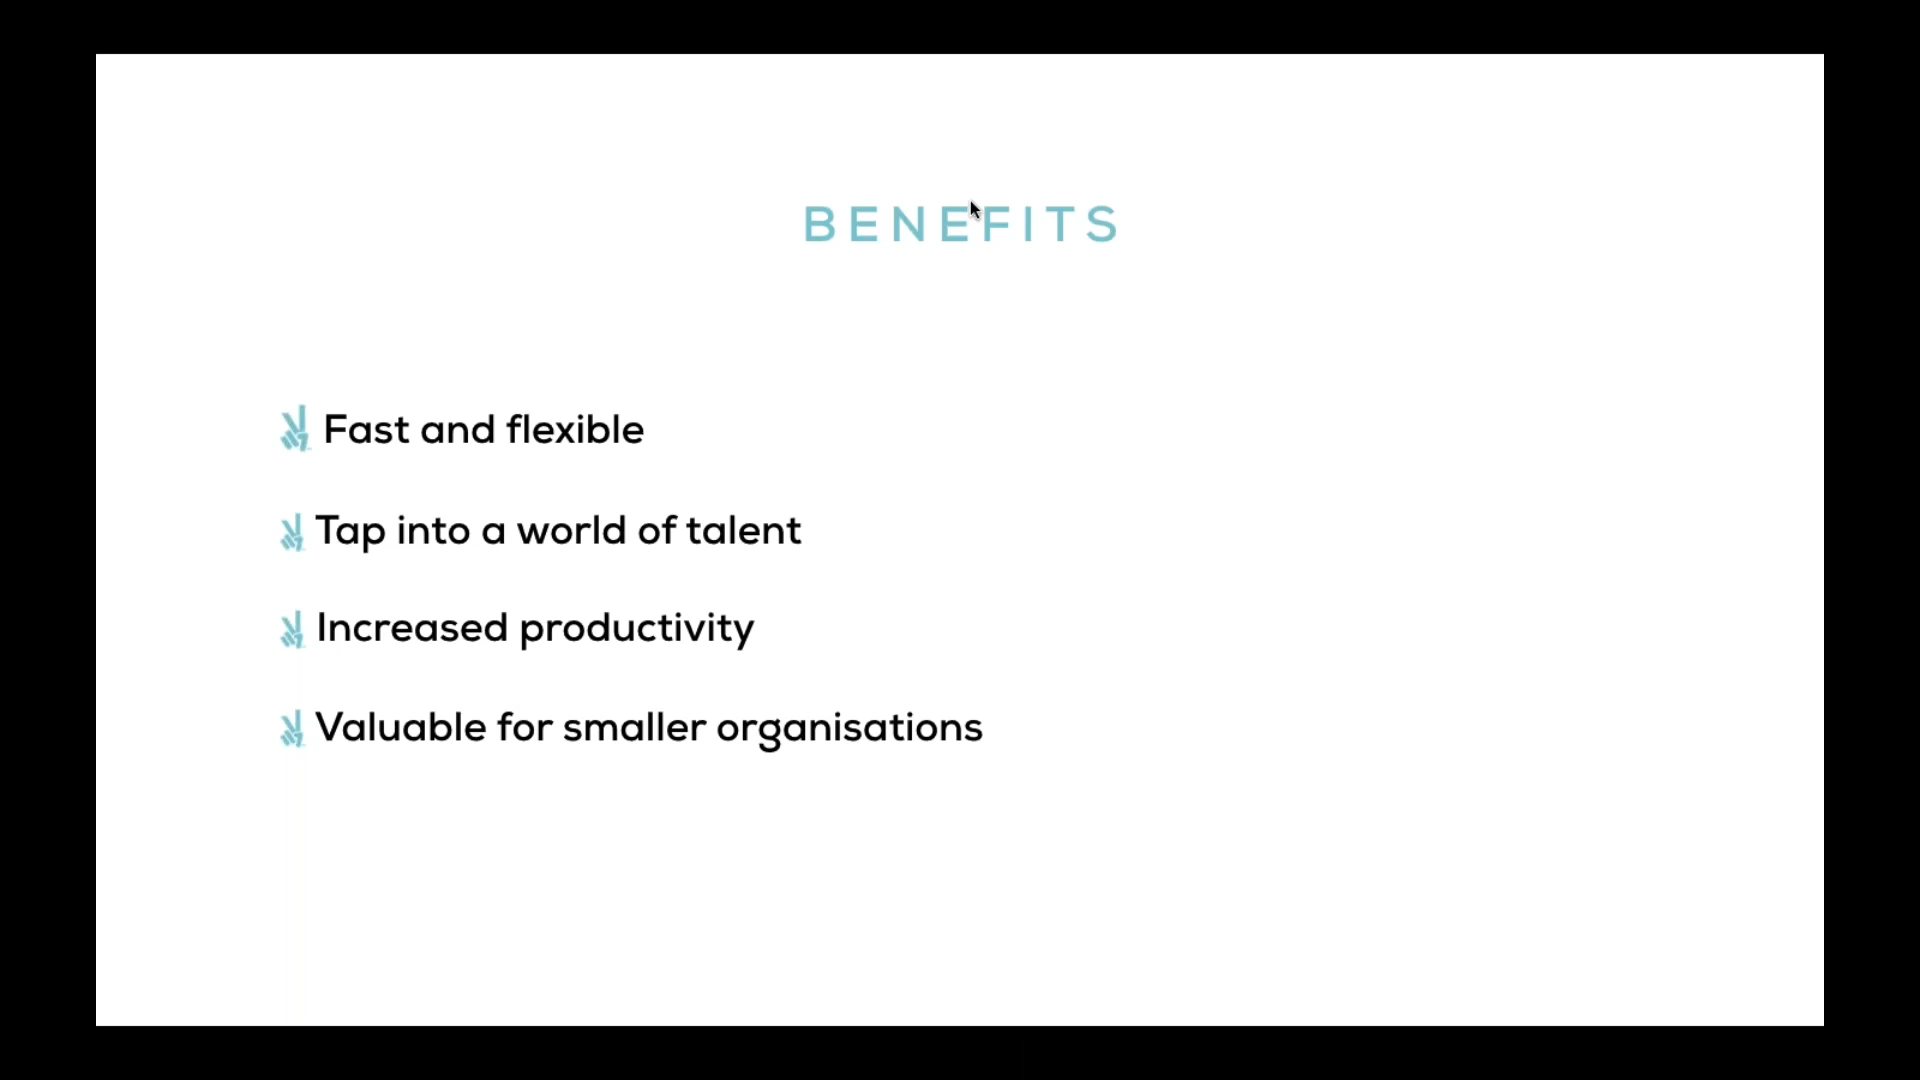 BENEFITS
Fast and flexible
Tap into a world of talent
Increased productivity
Valuable for smaller organisations